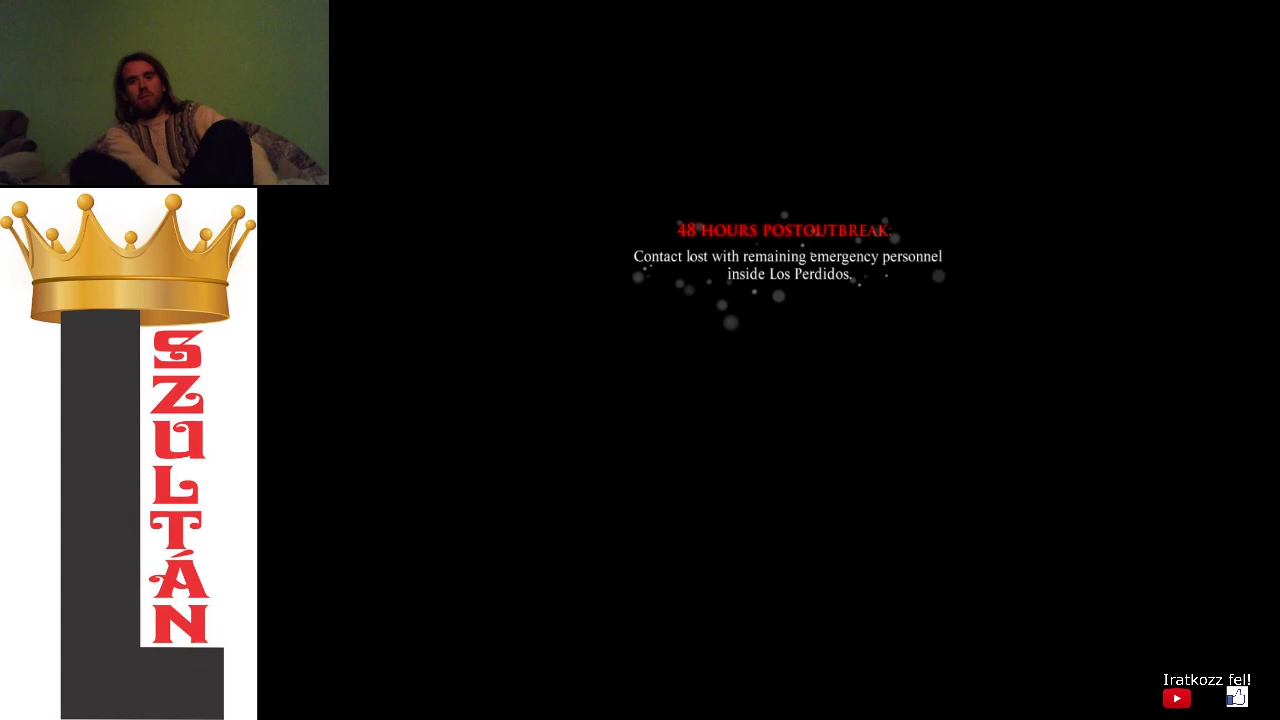 48 HOURS POSTOUTBREAK:
Contact lost with remaining emergency personnel
inside Los Perdidos.
L
SZULTÁN
Iratkozz fel!